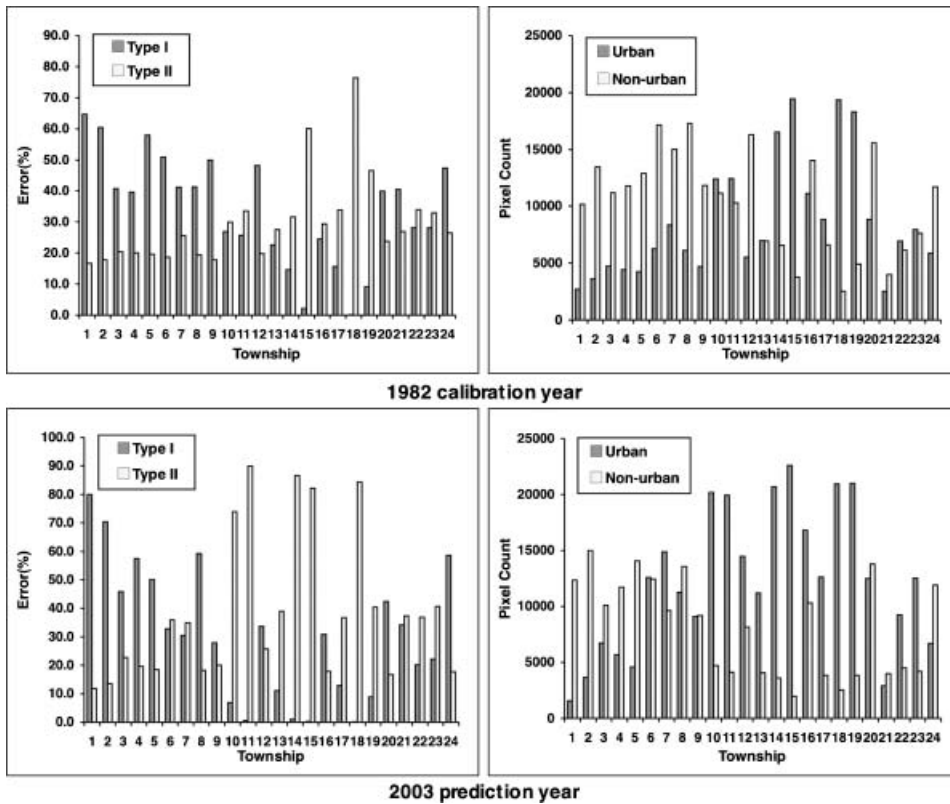 90.0
80.0
70.0
60.0
50.0
40.0
30.0
20.0
10.0
0.0
Error(%)
Type I
Type II
1 2 3 4 5 6 7 8 9 10 11 12 13 14 15 16 17 18 19 20 21 22 23 24
Township
25000
20000
15000
10000
5000
0
Pixel Count
Urban
Non-urban
1 2 3 4 5 6 7 8 9 10 11 12 13 14 15 16 17 18 19 20 21 22 23 24
Township
1982 calibration year
100.0
90.0
80.0
70.0
60.0
50.0
40.0
30.0
20.0
10.0
0.0
Error(%)
Type I
Type II
1 2 3 4 5 6 7 8 9 10 11 12 13 14 15 16 17 18 19 20 21 22 23 24
Township
25000
20000
15000
10000
5000
0
Pixel Count
Urban
Non-urban
1 2 3 4 5 6 7 8 9 10 11 12 13 14 15 16 17 18 19 20 21 22 23 24
Township
2003 prediction year